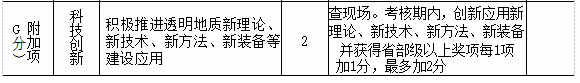 G
分
）
附
加
项
科
技
创
新
积极推进透明地质新理论、
新技术、新方法、新装备等
建设应用
2
查现场。考核期内，创新应用新
理论、新技术、新方法、新装备
并获得省部级以上奖项每1项
加1分，最多加2分